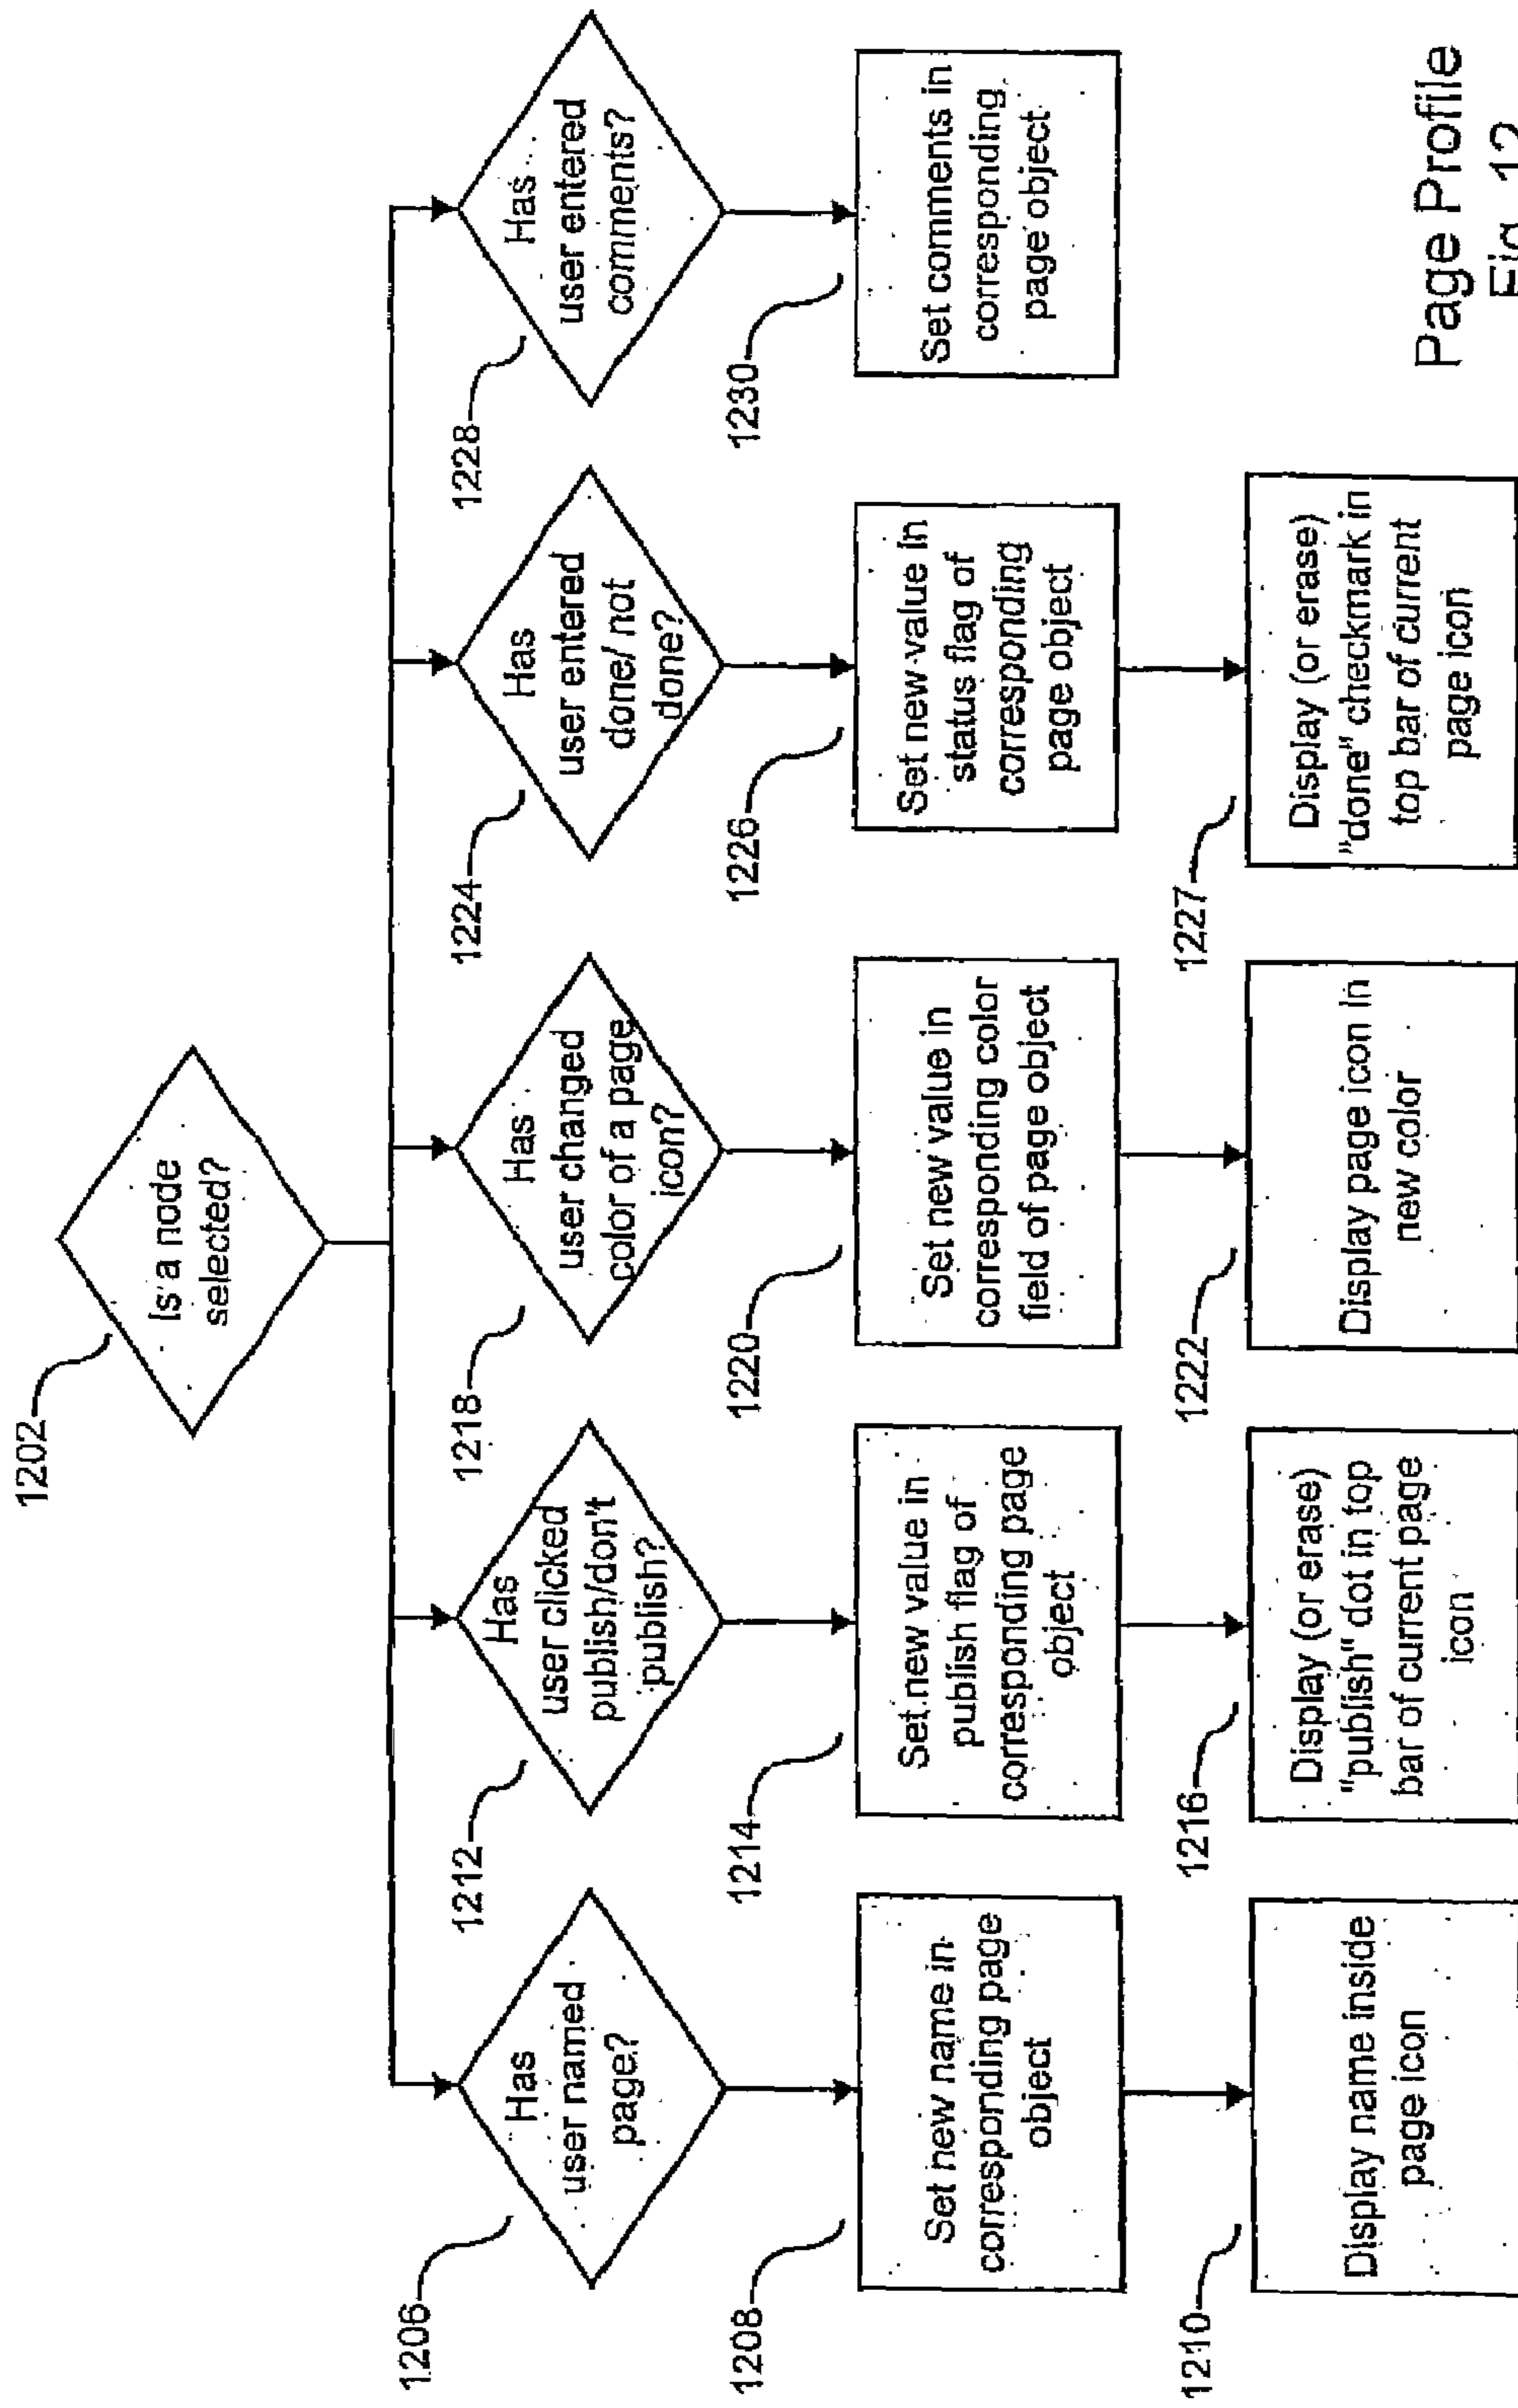 1202
Is a node
selected?
1206
Has
user named
page?
1212
Has
user clicked
publish/don't
publish?
1218
Has
user changed
color of a page
icon?
1224
Has
user entered
done/ not
done?
1228
Has
user entered
comments?
1208
Set new name in
corresponding page
object
1214
Set new value in
publish flag of
corresponding page
object
1220
Set new value in
corresponding color
field of page object
1226
Set new value in
status flag of
corresponding
page object
1230
Set comments in
corresponding
page object
1210
Display name inside
page icon
1216
Display (or erase)
"publish" dot in top
bar of current page
icon
1222
Display page icon in
new color
1227
Display (or erase)
"done" checkmark in
top bar of current
page icon
Page Profile
Fig. 12